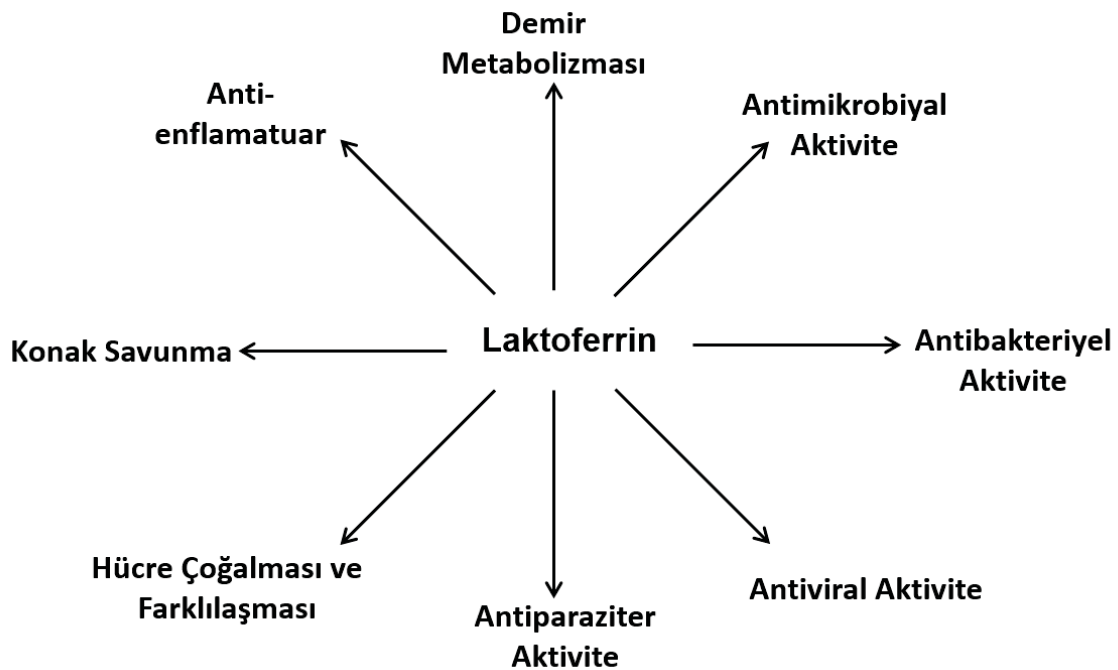 Demir
Metabolizması
Anti-
enflamatuar
Antimikrobiyal
Aktivite
Laktoferrin
Konak Savunma
Antibakteriyel
Aktivite
Hücre Çoğalması ve
Farklılaşması
Antiparaziter
Aktivite
Antiviral Aktivite